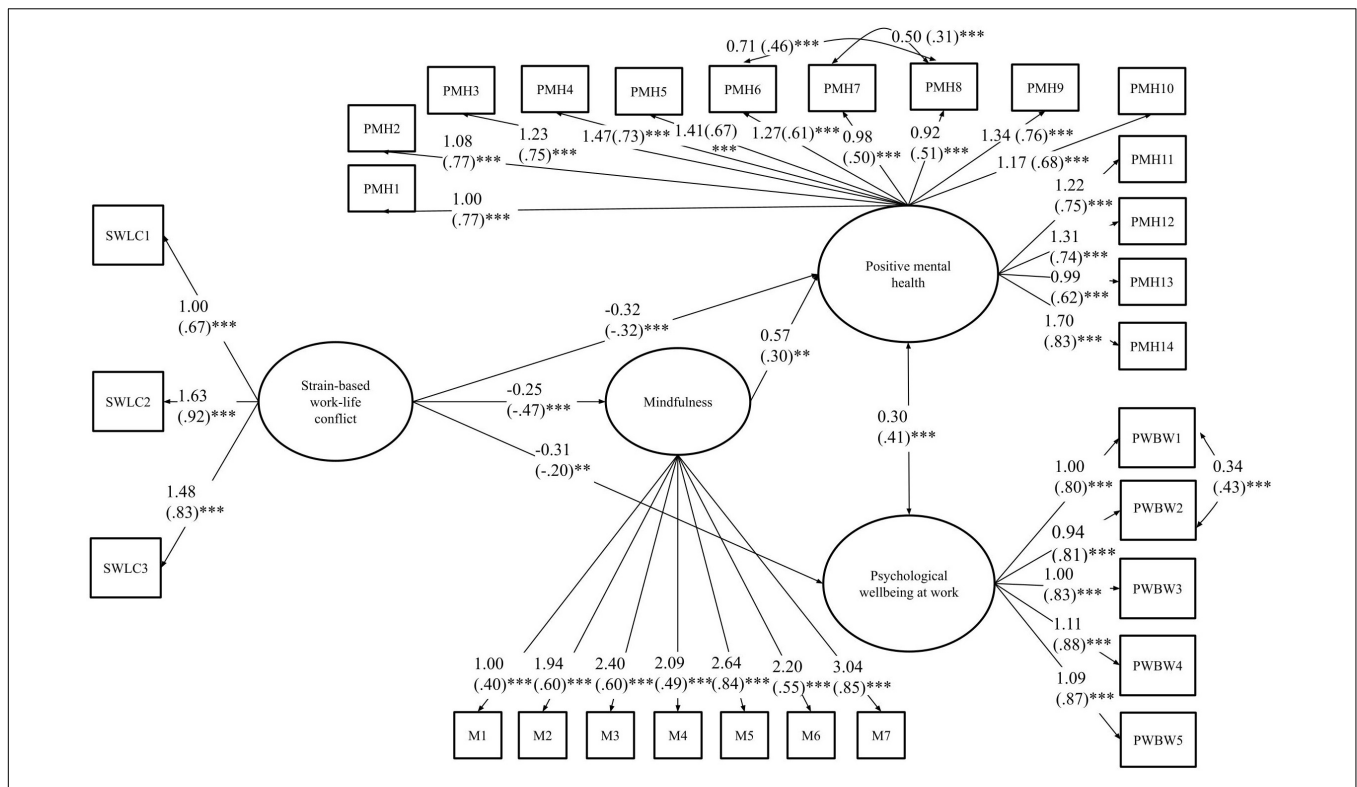 0.71 (.46)***
0.50 (.31)***
PMH3
PMH4
PMH5
PMH6
PMH7
PMH8
PMH9
PMH10
PMH2
PMH1
PMH11
PMH12
PMH13
PMH14
1.08
(.77)***
1.23
(.75)***
1.47(.73)***
1.41(.67)
***
1.27(.61)***
0.98
(.50)***
0.92
(.51)***
1.34 (.76)***
1.17 (.68)***
1.00
(.77)***
1.22
(.75)***
1.31
(.74)***
0.99
(.62)***
1.70
(.83)***
Positive mental
health
SWLC1
SWLC2
SWLC3
1.00
(.67)***
1.63
(.92)***
1.48
(.83)***
Strain-based
work-life
conflict
-0.32
(-.32)***
-0.25
(-.47)***
-0.31
(-.20)**
Mindfulness
0.57
(.30)**
0.30
(.41)***
Psychological
wellbeing at work
PWBW1
PWBW2
PWBW3
PWBW4
PWBW5
1.00
(.80)***
0.94
(.81)***
1.00
(.83)***
1.11
(.88)***
1.09
(.87)***
0.34
(.43)***
1.00
(.40)***
1.94
(.60)***
2.40
(.60)***
2.09
(.49)***
2.64
(.84)***
2.20
(.55)***
3.04
(.85)***
M1
M2
M3
M4
M5
M6
M7